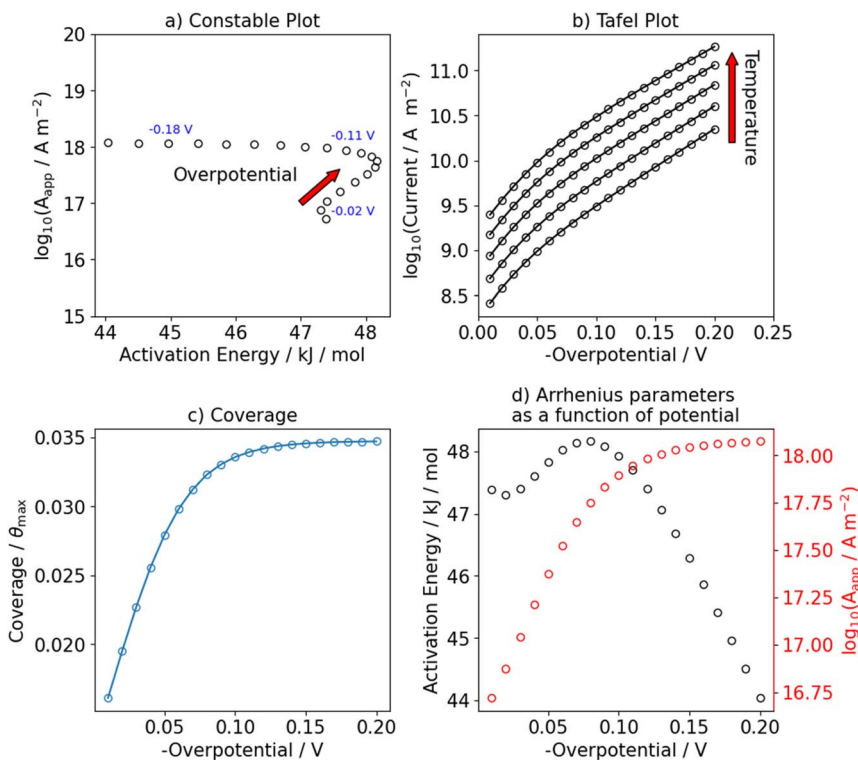 a) Constable Plot
20
19
18
17
16
15
log₁₀(Aₐₚₚ / A m⁻²)
-0.18 V
-0.11 V
Overpotential
-0.02 V
44 45 46 47 48
Activation Energy / kJ / mol
b) Tafel Plot
11.0
10.5
10.0
9.5
9.0
8.5
log₁₀(Current / A m⁻²)
Temperature
0.00 0.05 0.10 0.15 0.20 0.25
-Overpotential / V
c) Coverage
0.035
0.030
0.025
0.020
Coverage / θₘₐₓ
0.05 0.10 0.15 0.20
-Overpotential / V
d) Arrhenius parameters
as a function of potential
48
47
46
45
44
Activation Energy / kJ / mol
18.00
17.75
17.50
17.25
17.00
16.75
log₁₀(Aₐₚₚ / A m⁻²)
0.05 0.10 0.15 0.20
-Overpotential / V